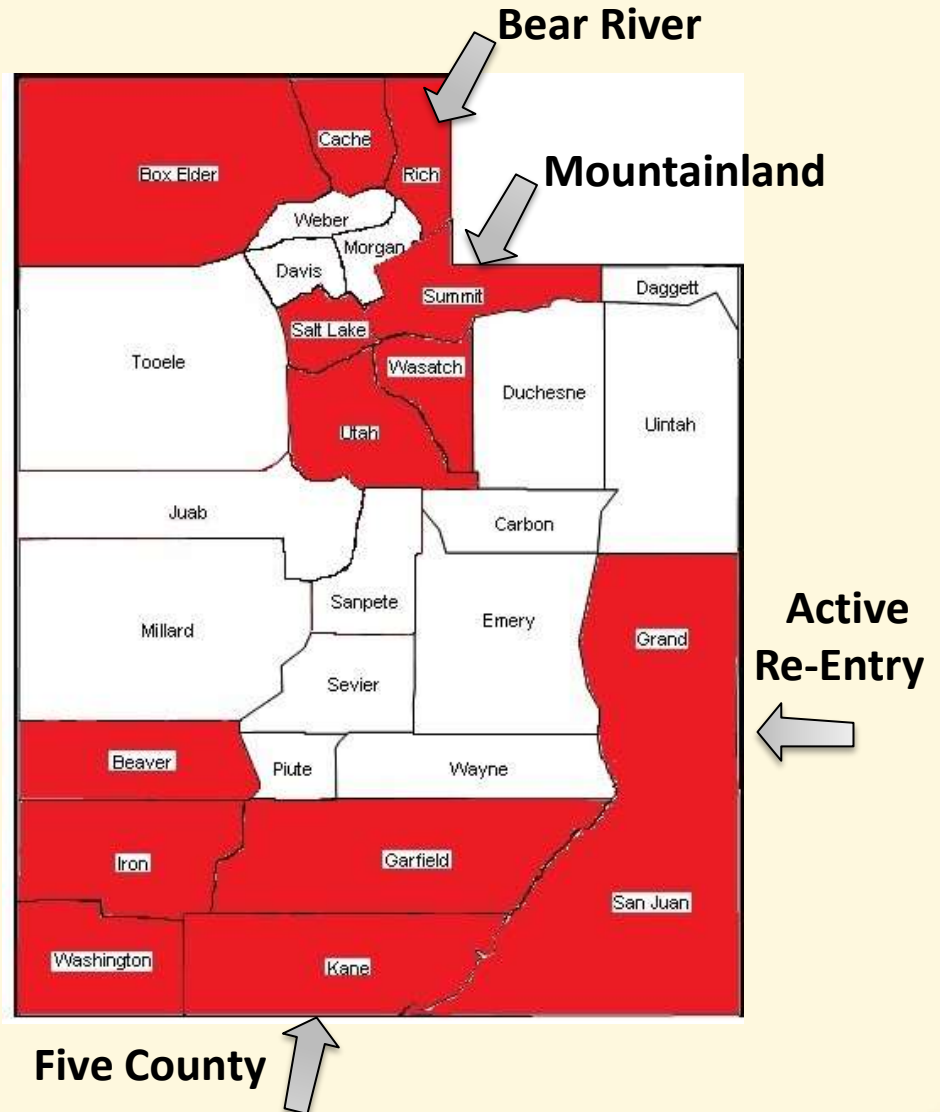 Bear River
Mountainland
Cache
Box Elder
Rich
Weber
Morgan
Davis
Summit
Daggett
Salt Lake
Tooele
Wasatch
Duchesne
Uintah
Utah
Juab
Carbon
Sanpete
Emery
Millard
Grand
Active
Re-Entry
Sevier
Beaver
Piute
Wayne
Iron
Garfield
San Juan
Washington
Kane
Five County